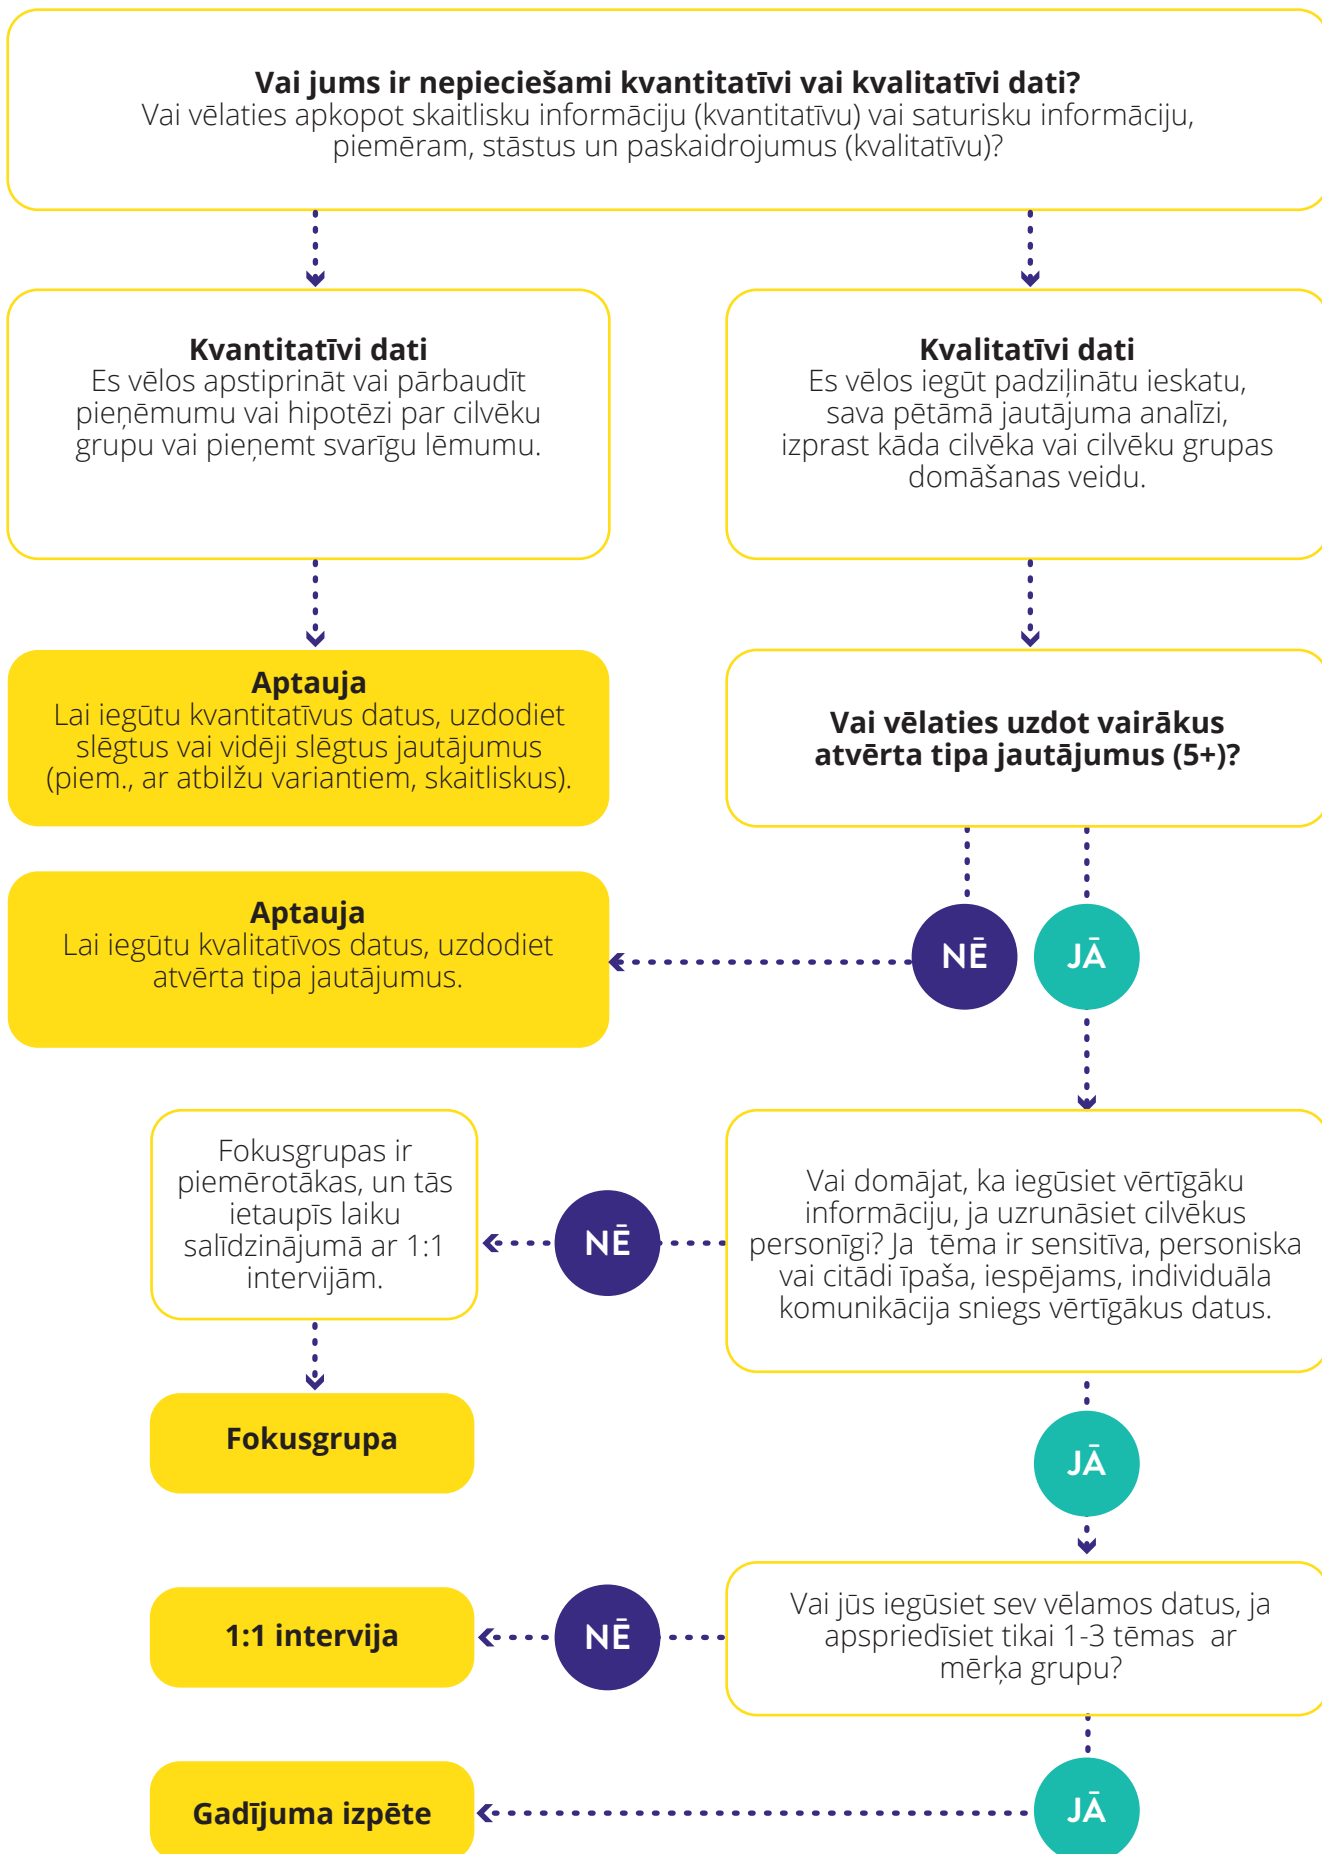 Vai jums ir nepieciešami kvantitatīvi vai kvalitatīvi dati?
Vai vēlaties apkopot skaitlisku informāciju (kvantitatīvu) vai saturisku informāciju,
piemēram, stāstus un paskaidrojumus (kvalitatīvu)?
Kvantitatīvi dati
Es vēlos apstiprināt vai pārbaudīt
pieņēmumu vai hipotēzi par cilvēku
grupu vai pieņemt svarīgu lēmumu.
Kvalitatīvi dati
Es vēlos iegūt padziļinātu ieskatu,
sava pētāmā jautājuma analīzi,
izprast kāda cilvēka vai cilvēku grupas
domāšanas veidu.
Aptauja
Lai iegūtu kvantitatīvus datus, uzdodiet
slēgtus vai vidēji slēgtus jautājumus
(piem., ar atbilžu variantiem, skaitliskus).
Vai vēlaties uzdot vairākus
atvērta tipa jautājumus (5+)?
Aptauja
Lai iegūtu kvalitatīvos datus, uzdodiet
atvērta tipa jautājumus.
NĒ
JĀ
Fokusgrupas ir
piemērotākas, un tās
ietaupīs laiku
salīdzinājumā ar 1:1
intervijām.
NĒ
Vai domājat, ka iegūsiet vērtīgāku
informāciju, ja uzrunāsiet cilvēkus
personīgi? Ja tēma ir sensitīva, personiska
vai citādi īpaša, iespējams, individuāla
komunikācija sniegs vērtīgākus datus.
Fokusgrupa
JĀ
1:1 intervija
NĒ
Vai jūs iegūsiet sev vēlamos datus, ja
apspriedīsiet tikai 1-3 tēmas ar
mērķa grupu?
Gadījuma izpēte
JĀ